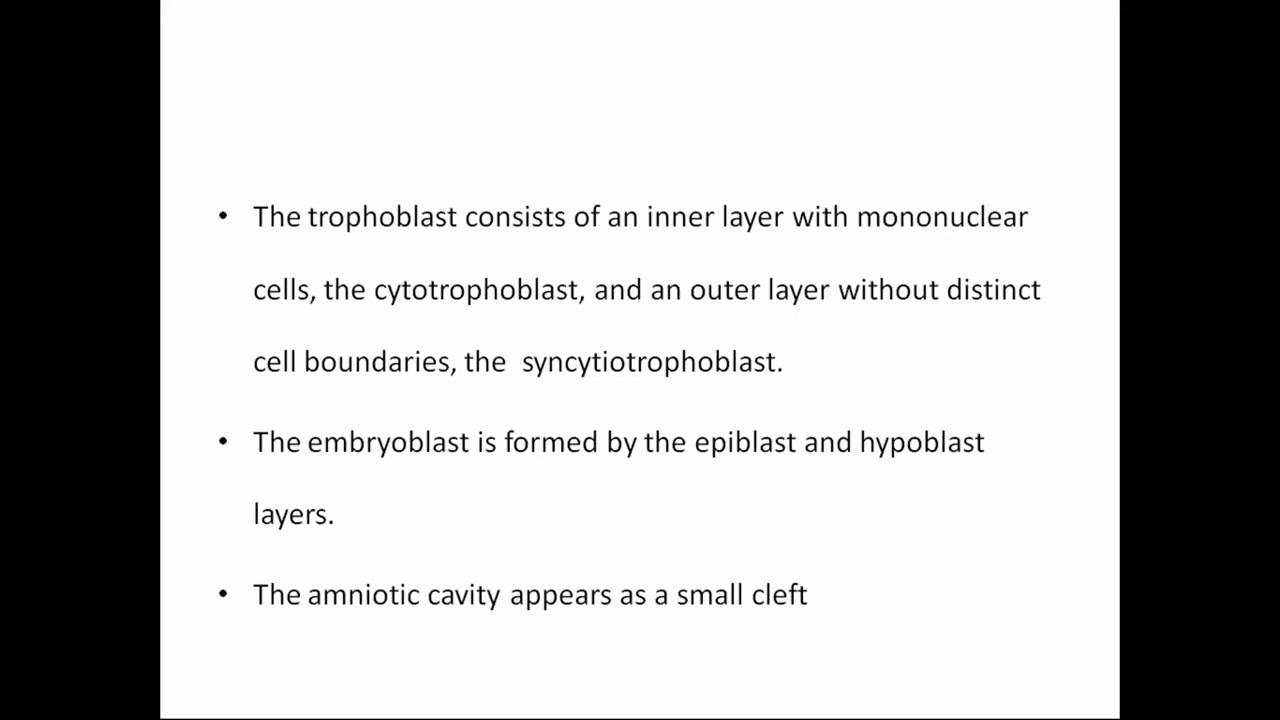 • The trophoblast consists of an inner layer with mononuclear
cells, the cytotrophoblast, and an outer layer without distinct
cell boundaries, the  syncytiotrophoblast.
• The embryoblast is formed by the epiblast and hypoblast
layers.
• The amniotic cavity appears as a small cleft